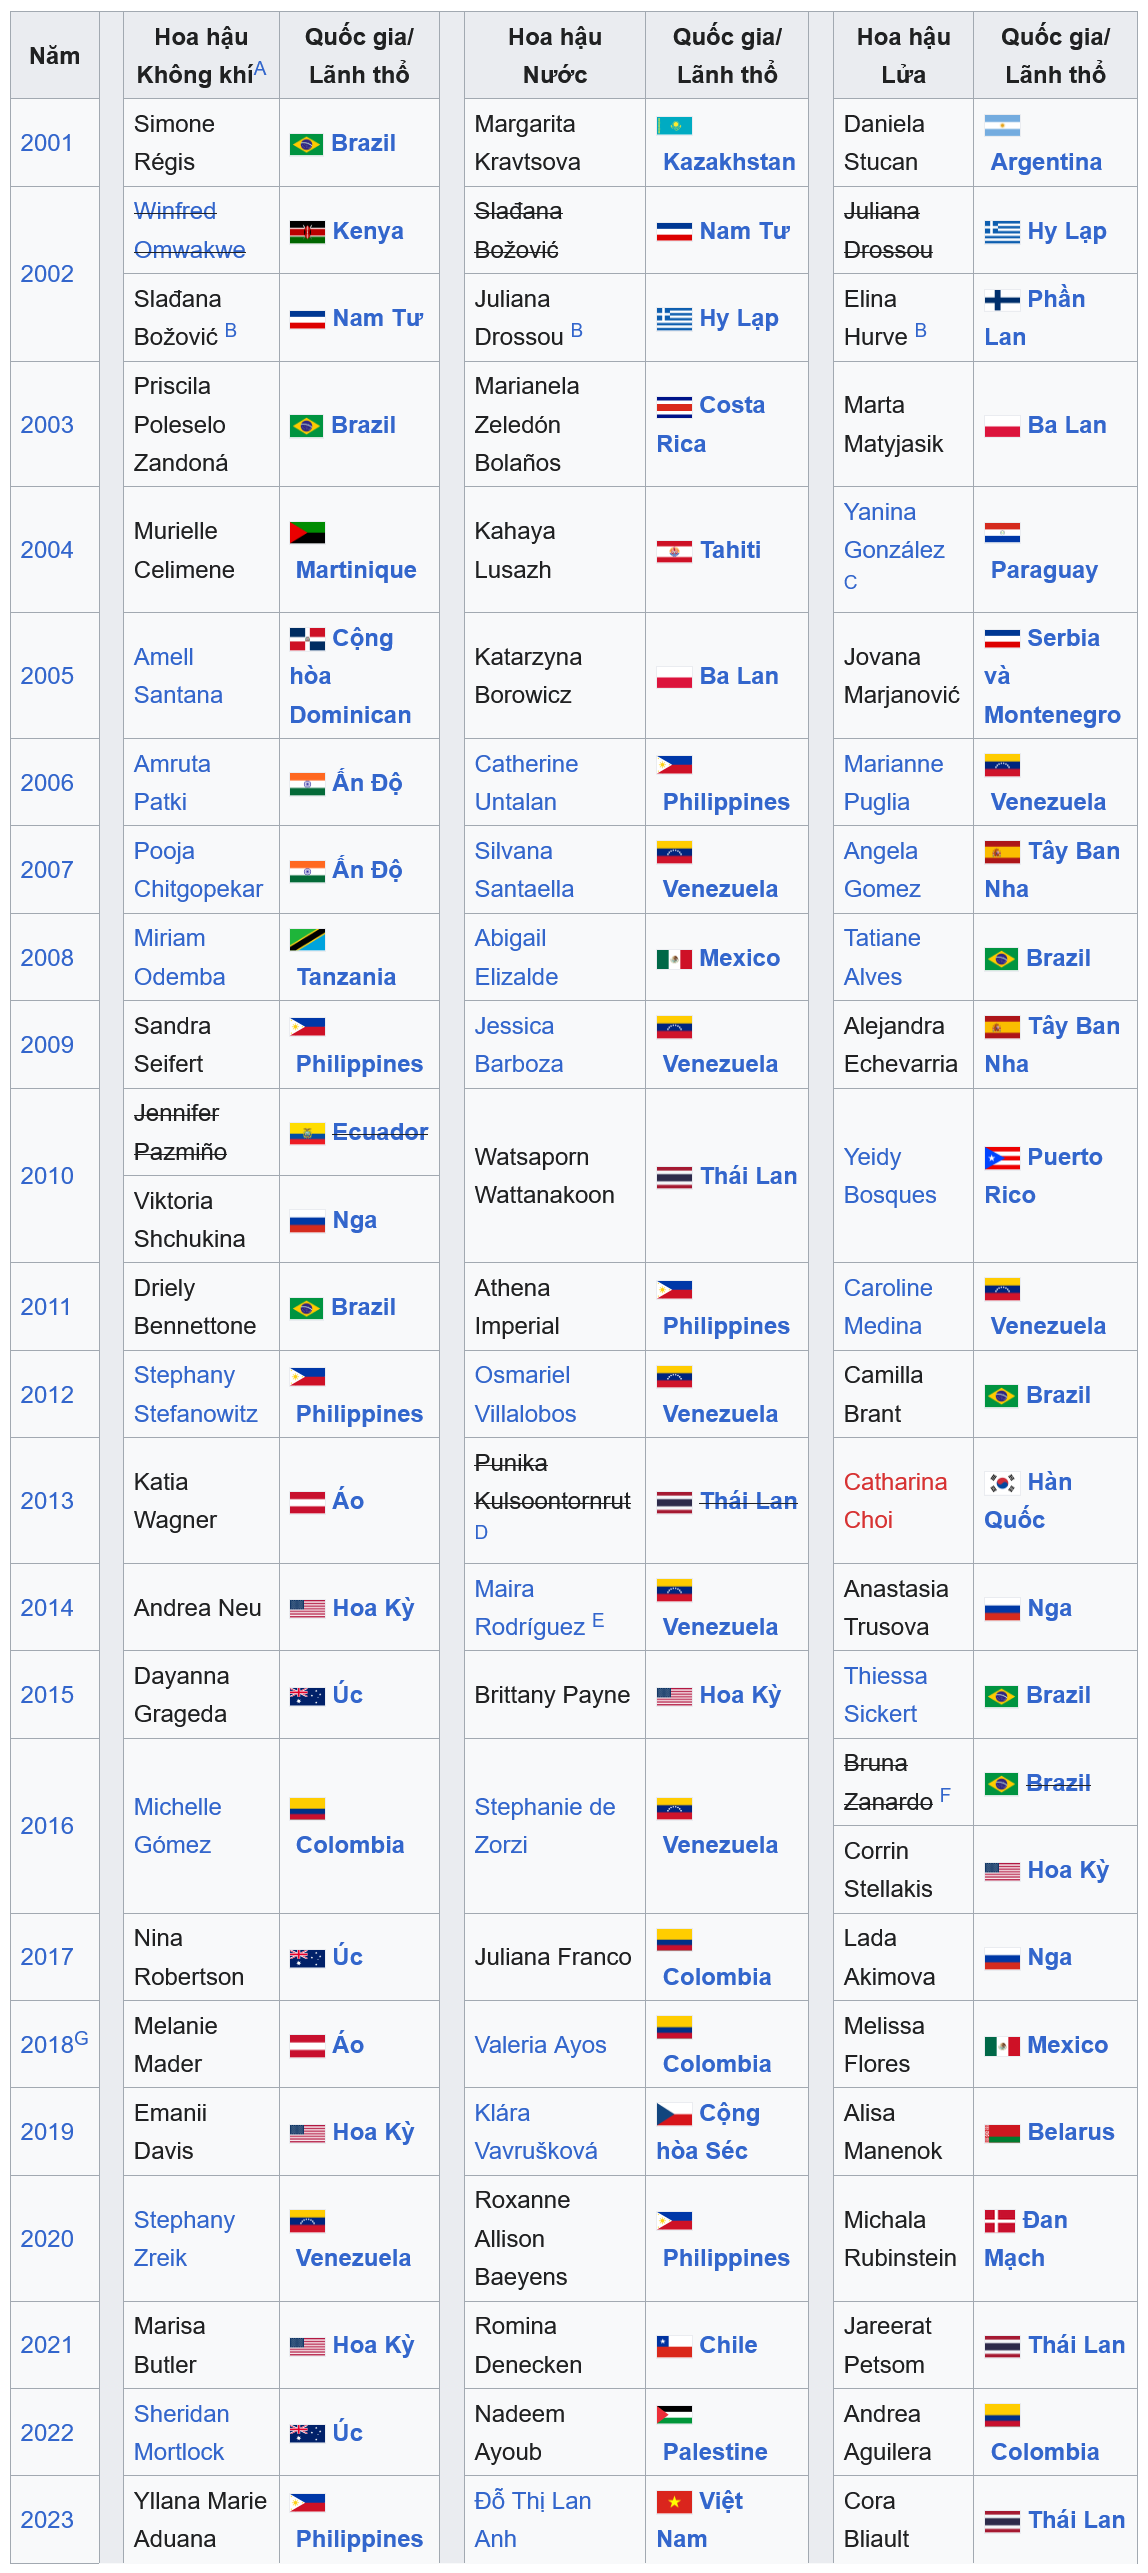 Năm
Hoa hậu
Không khíA
Quốc gia/
Lãnh thổ
Hoa hậu
Nước
Quốc gia/
Lãnh thổ
Hoa hậu
Lửa
Quốc gia/
Lãnh thổ
2001
Simone
Régis
Brazil
Margarita
Kravtsova
Kazakhstan
Daniela
Stucan
Argentina
2002
Winfred
Omwakwe
Kenya
Slađana
Božović
Nam Tư
Juliana
Drossou
Hy Lạp
Slađana
Božović B
Nam Tư
Juliana
Drossou B
Hy Lạp
Elina
Hurve B
Phần
Lan
2003
Priscila
Poleselo
Zandoná
Brazil
Marianela
Zeledón
Bolaños
Costa
Rica
Marta
Matyjasik
Ba Lan
2004
Murielle
Celimene
Martinique
Kahaya
Lusazh
Tahiti
Yanina
González
C
Paraguay
2005
Amell
Santana
Cộng
hòa
Dominican
Katarzyna
Borowicz
Ba Lan
Jovana
Marjanović
Serbia
và
Montenegro
2006
Amruta
Patki
Ấn Độ
Catherine
Untalan
Philippines
Marianne
Puglia
Venezuela
2007
Pooja
Chitgopekar
Ấn Độ
Silvana
Santaella
Venezuela
Angela
Gomez
Tây Ban
Nha
2008
Miriam
Odemba
Tanzania
Abigail
Elizalde
Mexico
Tatiane
Alves
Brazil
2009
Sandra
Seifert
Philippines
Jessica
Barboza
Venezuela
Alejandra
Echevarria
Tây Ban
Nha
2010
Jennifer
Pazmiño
Ecuador
Viktoria
Shchukina
Nga
Watsaporn
Wattanakoon
Thái Lan
Yeidy
Bosques
Puerto
Rico
2011
Driely
Bennettone
Brazil
Athena
Imperial
Philippines
Caroline
Medina
Venezuela
2012
Stephany
Stefanowitz
Philippines
Osmariel
Villalobos
Venezuela
Camilla
Brant
Brazil
2013
Katia
Wagner
Áo
Punika
Kulsoontornrut
D
Thái Lan
Catharina
Choi
Hàn
Quốc
2014
Andrea Neu
Hoa Kỳ
Maira
Rodríguez E
Venezuela
Anastasia
Trusova
Nga
2015
Dayanna
Grageda
Úc
Brittany Payne
Hoa Kỳ
Thiessa
Sickert
Brazil
2016
Michelle
Gómez
Colombia
Stephanie de
Zorzi
Venezuela
Bruna
Zanardo F
Brazil
Corrin
Stellakis
Hoa Kỳ
2017
Nina
Robertson
Úc
Juliana Franco
Colombia
Lada
Akimova
Nga
2018G
Melanie
Mader
Áo
Valeria Ayos
Colombia
Melissa
Flores
Mexico
2019
Emanii
Davis
Hoa Kỳ
Klára
Vavrušková
Cộng
hòa Séc
Alisa
Manenok
Belarus
2020
Stephany
Zreik
Venezuela
Roxanne
Allison
Baeyens
Philippines
Michala
Rubinstein
Đan
Mạch
2021
Marisa
Butler
Hoa Kỳ
Romina
Denecken
Chile
Jareerat
Petsom
Thái Lan
2022
Sheridan
Mortlock
Úc
Nadeem
Ayoub
Palestine
Andrea
Aguilera
Colombia
2023
Yllana Marie
Aduana
Philippines
Đỗ Thị Lan
Anh
Việt
Nam
Cora
Bliault
Thái Lan